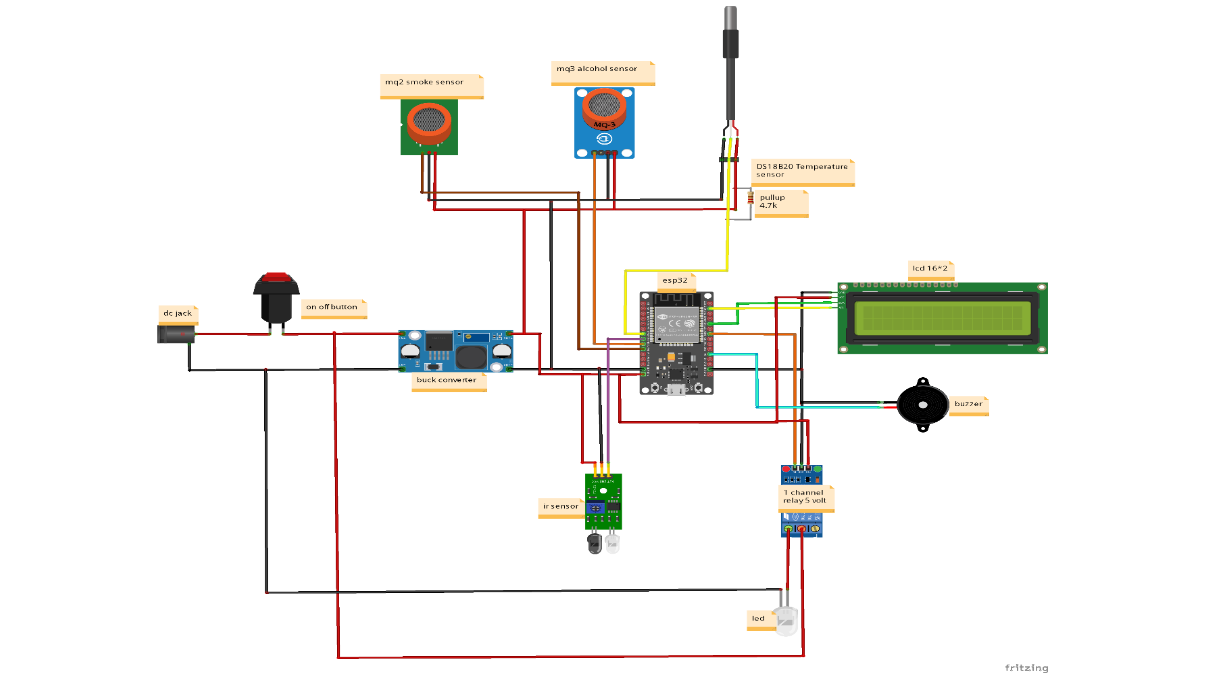 mq2 smoke sensor
mq3 alcohol sensor
MQ-3
DS18B20 Temperature
sensor
pullup
4.7k
lcd 16*2
esp32
on off button
dc jack
buck converter
buzzer
1 channel
relay 5 volt
ir sensor
led
fritzing